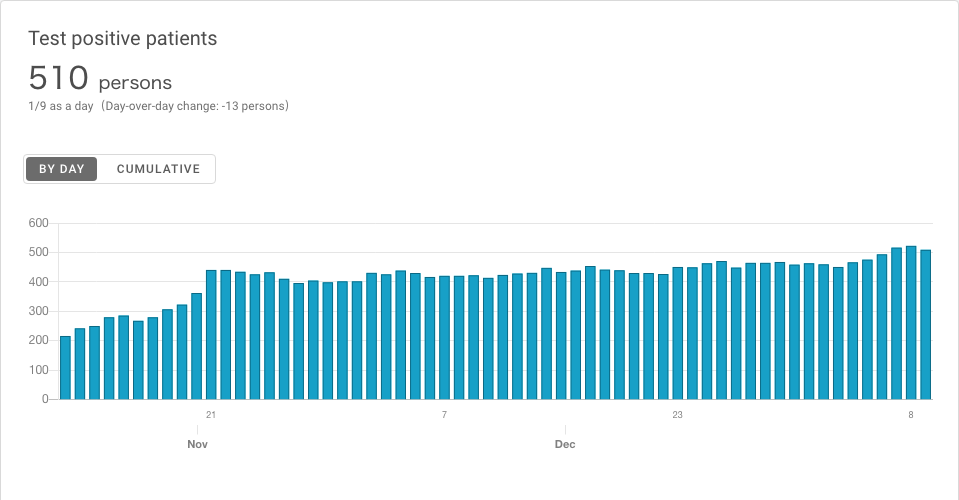 Test positive patients
510 persons
1/9 as a day（Day-over-day change: -13 persons）
BY DAY CUMULATIVE
600
500
400
300
200
100
0
21 7 23 8
Nov Dec